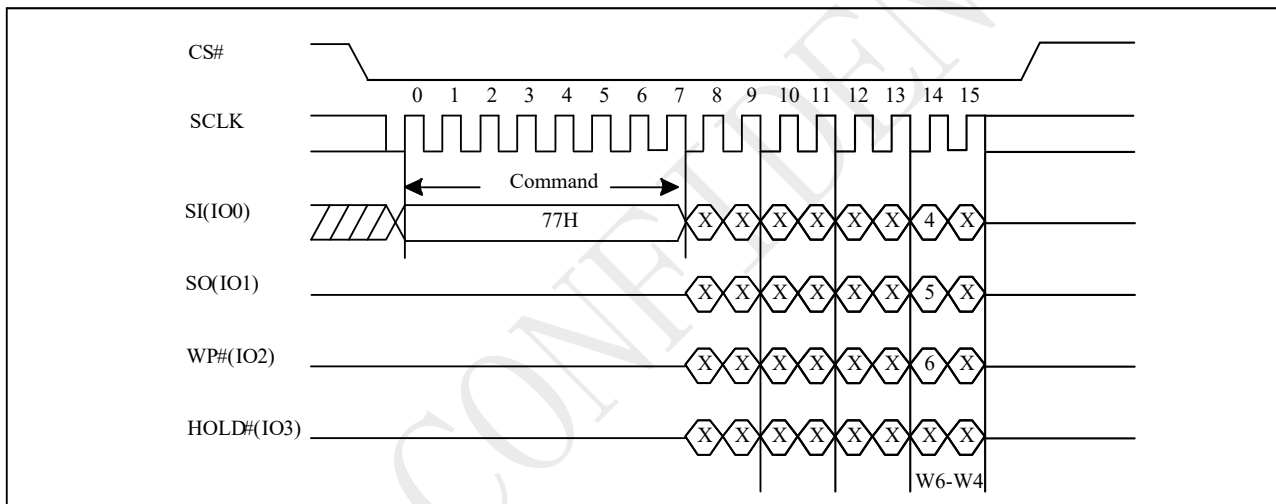 CS#
0 1 2 3 4 5 6 7 8 9 10 11 12 13 14 15
SCLK
Command
SI(IO0) 77H X X X X X X 4 X
SO(IO1) X X X X X X 5 X
WP#(IO2) X X X X X X 6 X
HOLD#(IO3) X X X X X X X X
W6-W4
CONFIDEN